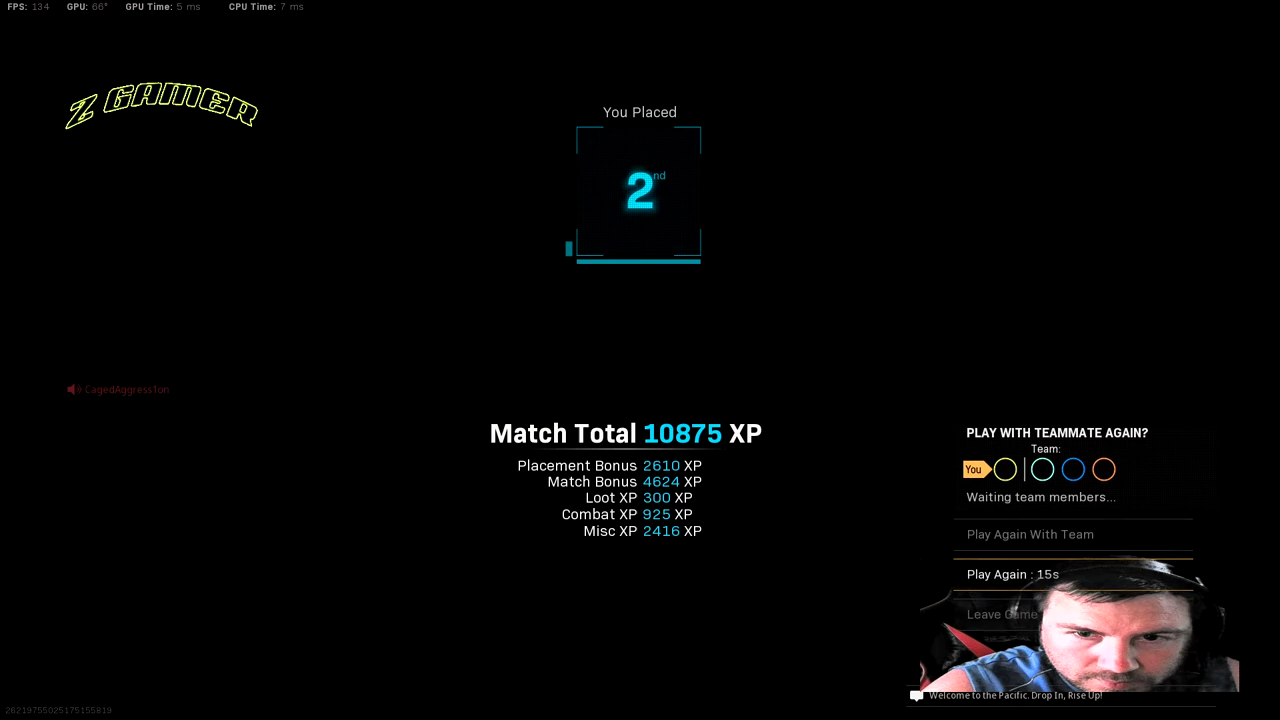 FPS: 134 GPU: 66° GPU Time: 5 ms CPU Time: 7 ms
Z GAMER
You Placed
2nd
CagedAggress1on
Match Total 10875 XP
Placement Bonus 2610 XP
Match Bonus 4624 XP
Loot XP 300 XP
Combat XP 925 XP
Misc XP 2416 XP
PLAY WITH TEAMMATE AGAIN?
Team:
You
Waiting team members...
Play Again With Team
Play Again : 15s
Leave Game
Welcome to the Pacific. Drop In, Rise Up!
26219755025175155819